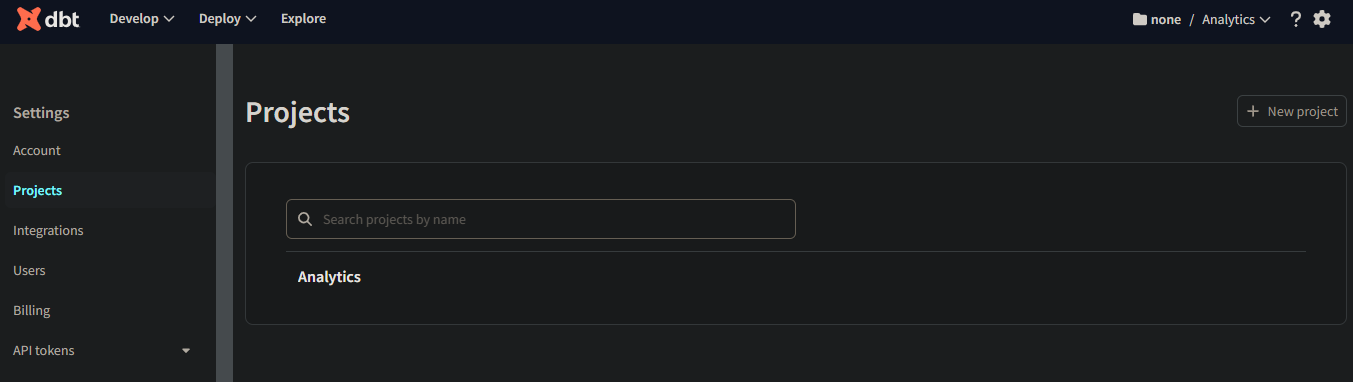 dbt Develop Deploy Explore none / Analytics ?
Settings
Projects
+ New project
Account
Projects
Search projects by name
Integrations
Users
Analytics
Billing
API tokens